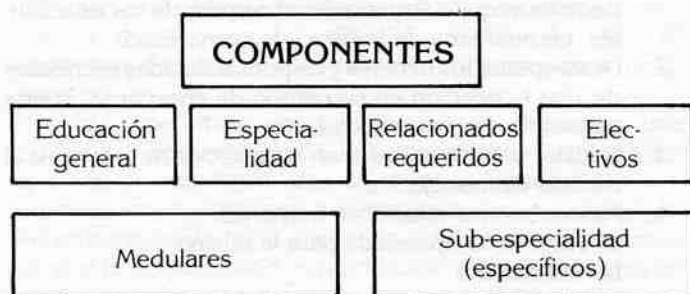 COMPONENTES
Educación
general
Especia-
lidad
Relacionados
requeridos
Elec-
tivos
Medulares
Sub-especialidad
(específicos)